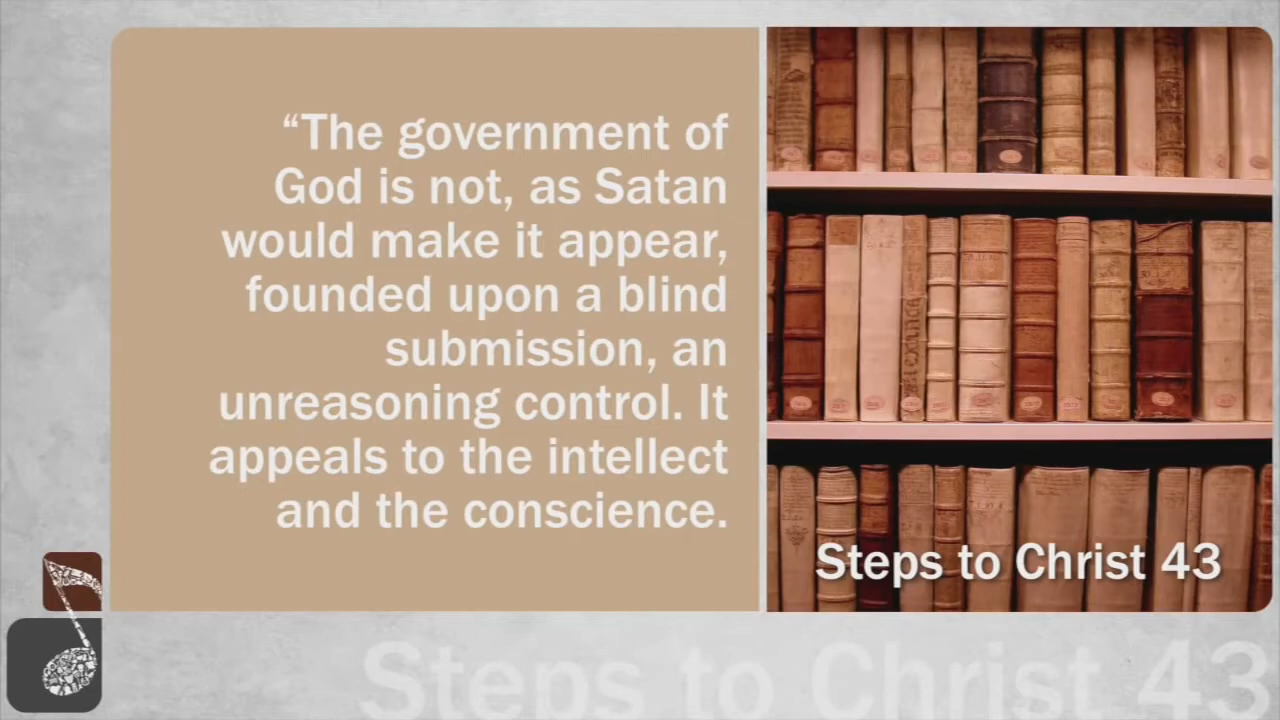 “The government of
God is not, as Satan
would make it appear,
founded upon a blind
submission, an
unreasoning control. It
appeals to the intellect
and the conscience.
Steps to Christ 43
Steps to Christ 43